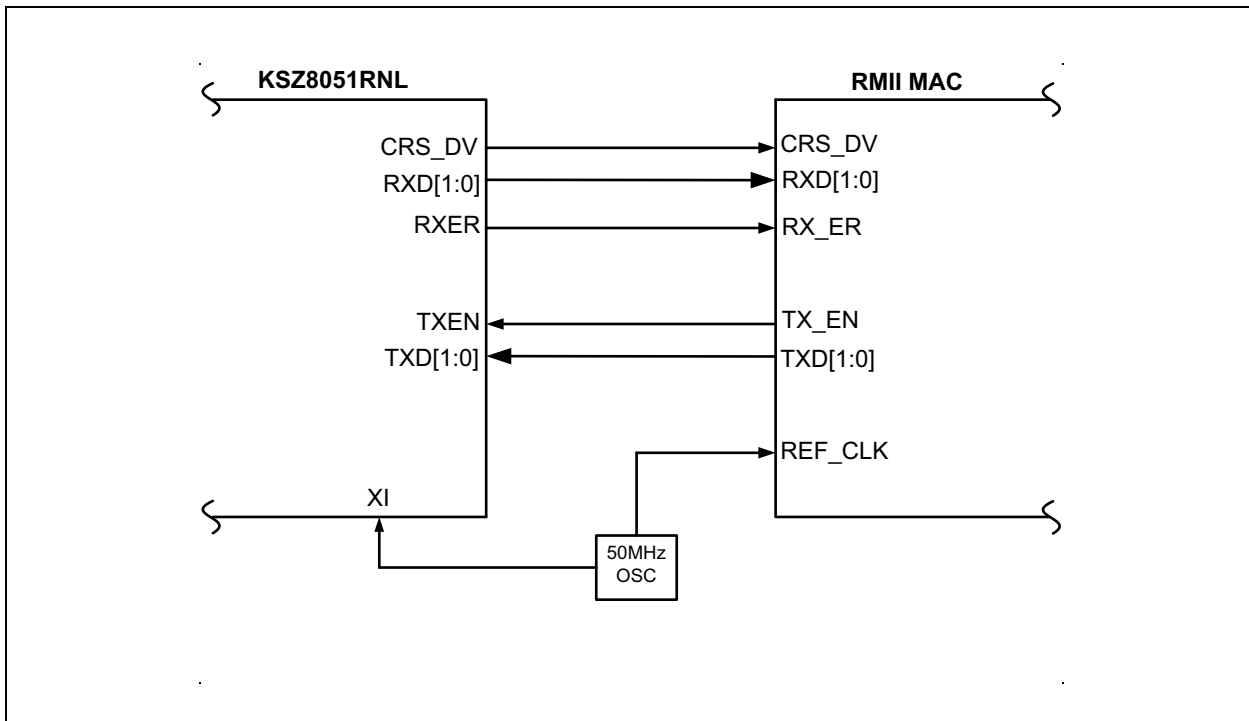 KSZ8051RNL
RMII MAC
CRS_DV
CRS_DV
RXD[1:0]
RXD[1:0]
RXER
RX_ER
TXEN
TX_EN
TXD[1:0]
TXD[1:0]
REF_CLK
XI
50MHz
OSC